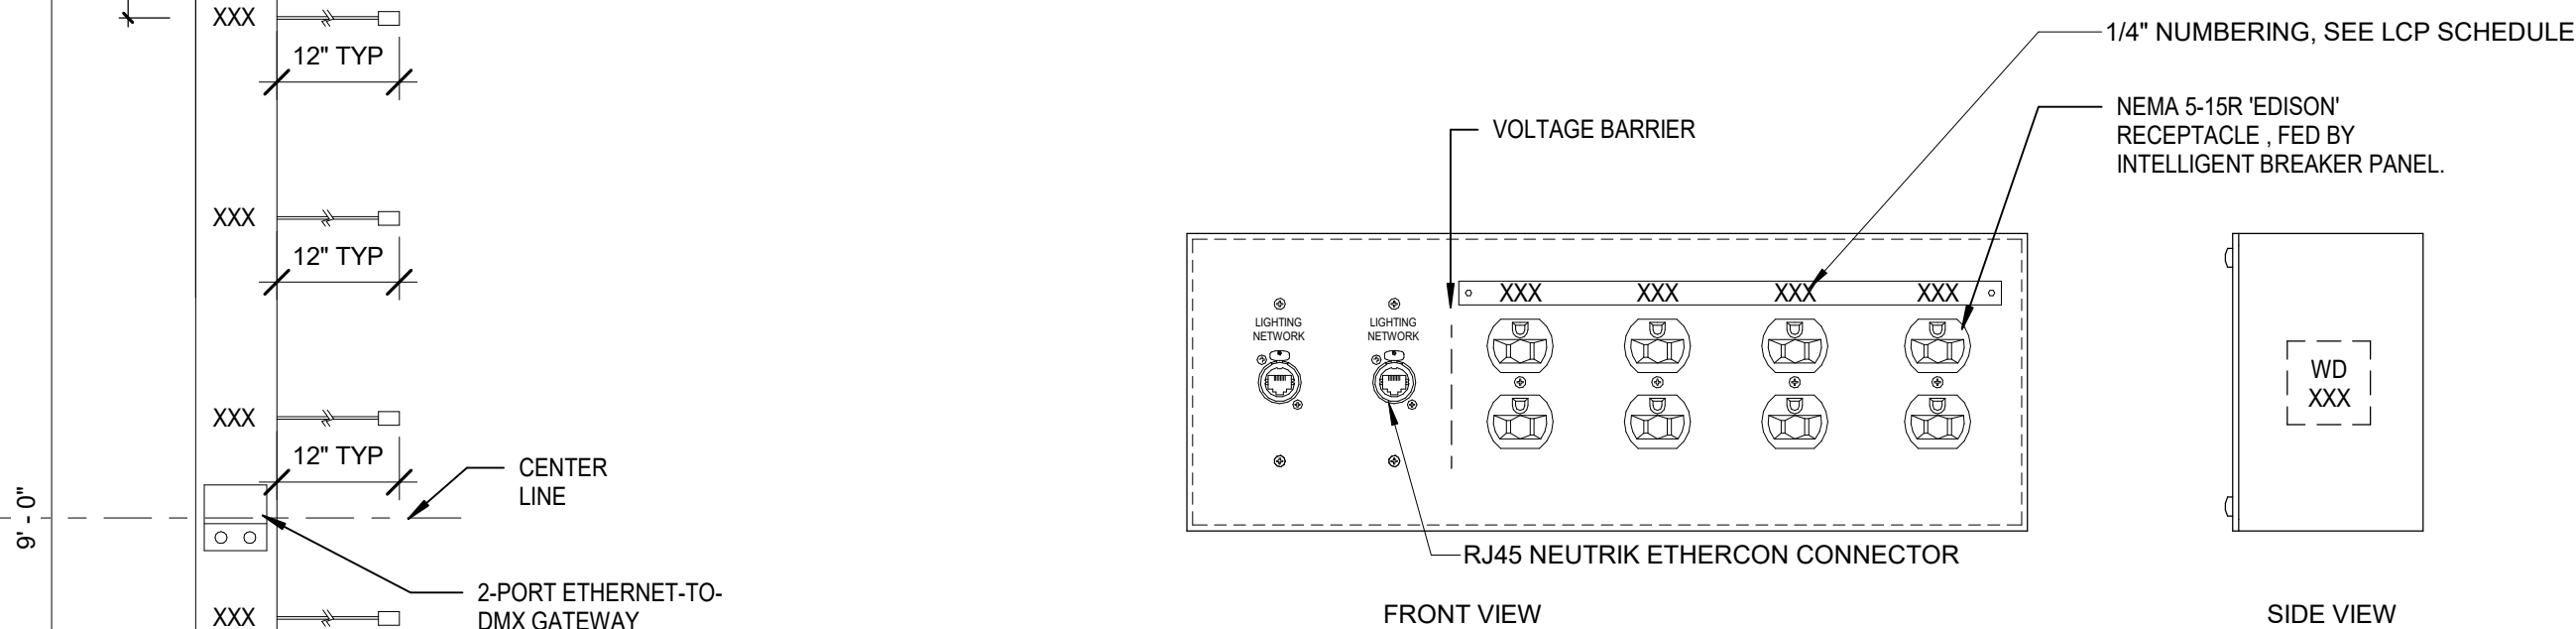 XXX
12" TYP
XXX
12" TYP
XXX
12" TYP
CENTER
LINE
9' - 0"
2-PORT ETHERNET-TO-
DMX GATEWAY
XXX
1/4" NUMBERING, SEE LCP SCHEDULE
NEMA 5-15R 'EDISON'
RECEPTACLE , FED BY
INTELLIGENT BREAKER PANEL.
VOLTAGE BARRIER
XXX XXX XXX XXX
LIGHTING
NETWORK
LIGHTING
NETWORK
RJ45 NEUTRIK ETHERCON CONNECTOR
FRONT VIEW
WD
XXX
SIDE VIEW